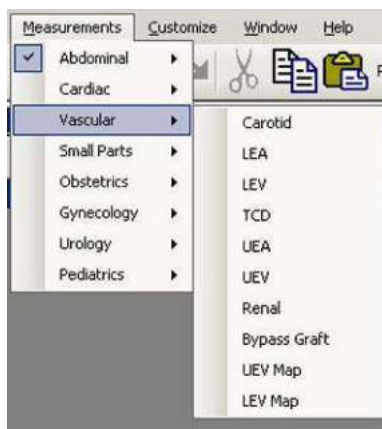 Measurements Customize Window Help
Abdominal
Cardiac
Vascular
Small Parts
Obstetrics
Gynecology
Urology
Pediatrics
Carotid
LEA
LEV
TCD
UEA
UEV
Renal
Bypass Graft
UEV Map
LEV Map